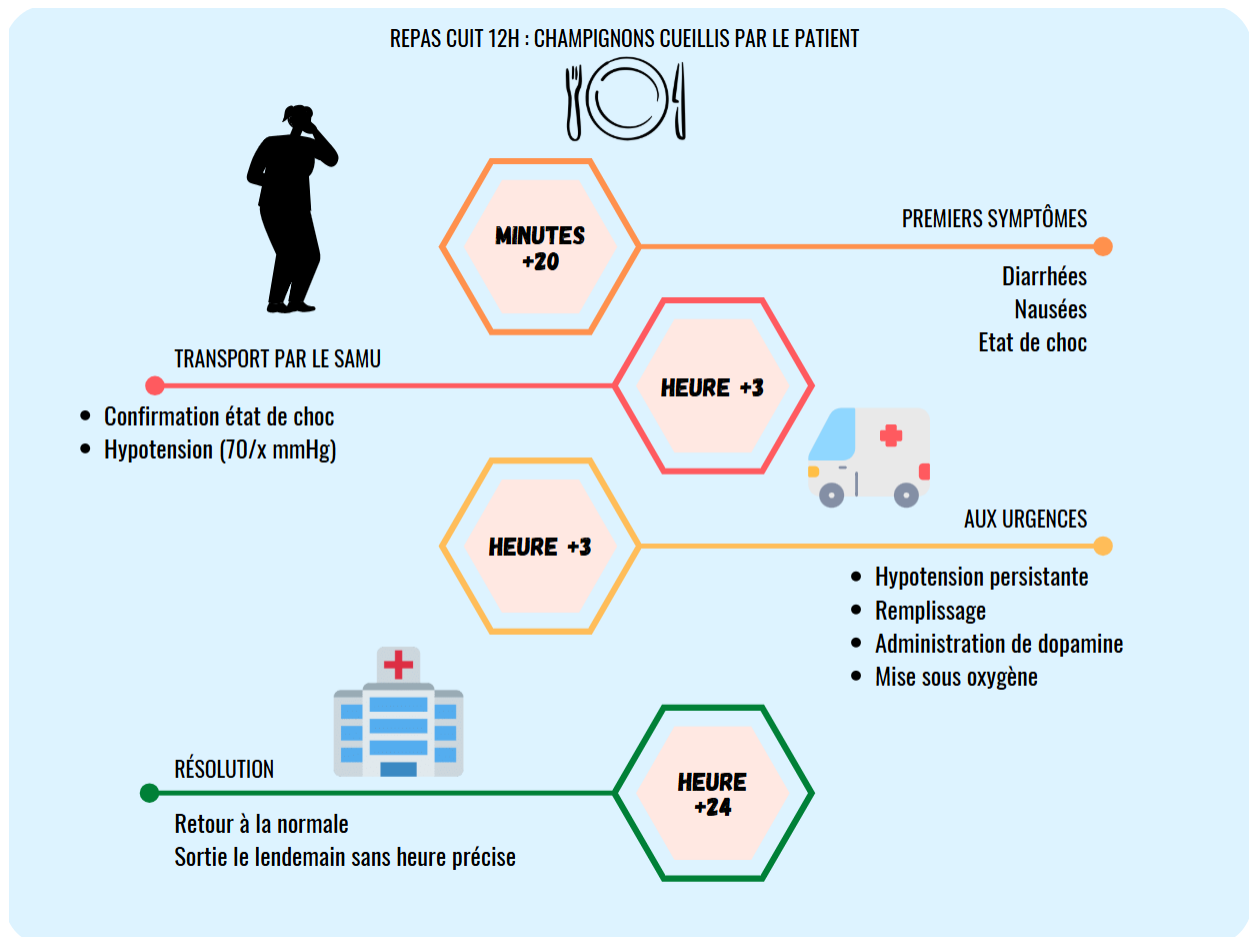 REPAS CUIT 12H : CHAMPIGNONS CUEILLIS PAR LE PATIENT
MINUTES
+20
PREMIERS SYMPTÔMES
Diarrhées
Nausées
Etat de choc
HEURE +3
TRANSPORT PAR LE SAMU
Confirmation état de choc
Hypotension (70/x mmHg)
HEURE +3
AUX URGENCES
Hypotension persistante
Remplissage
Administration de dopamine
Mise sous oxygène
HEURE
+24
RÉSOLUTION
Retour à la normale
Sortie le lendemain sans heure précise